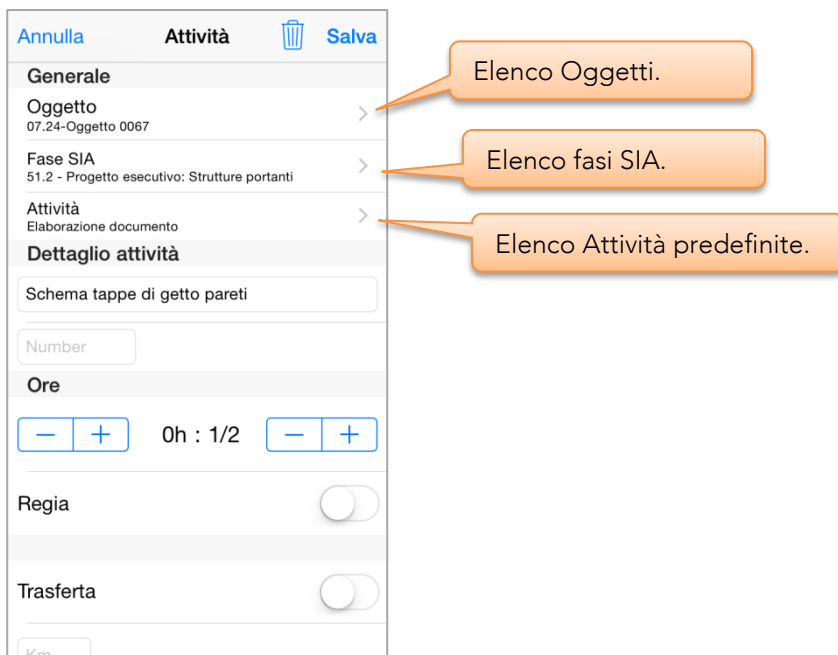 Annulla Attività Salva
Generale
Oggetto
07.24-Oggetto 0067
Elenco Oggetti.
Fase SIA
51.2 - Progetto esecutivo: Strutture portanti
Elenco fasi SIA.
Attività
Elaborazione documento
Elenco Attività predefinite.
Dettaglio attività
Schema tappe di getto pareti
Number
Ore
− + 0h : 1/2 − +
Regia
Trasferta
Km